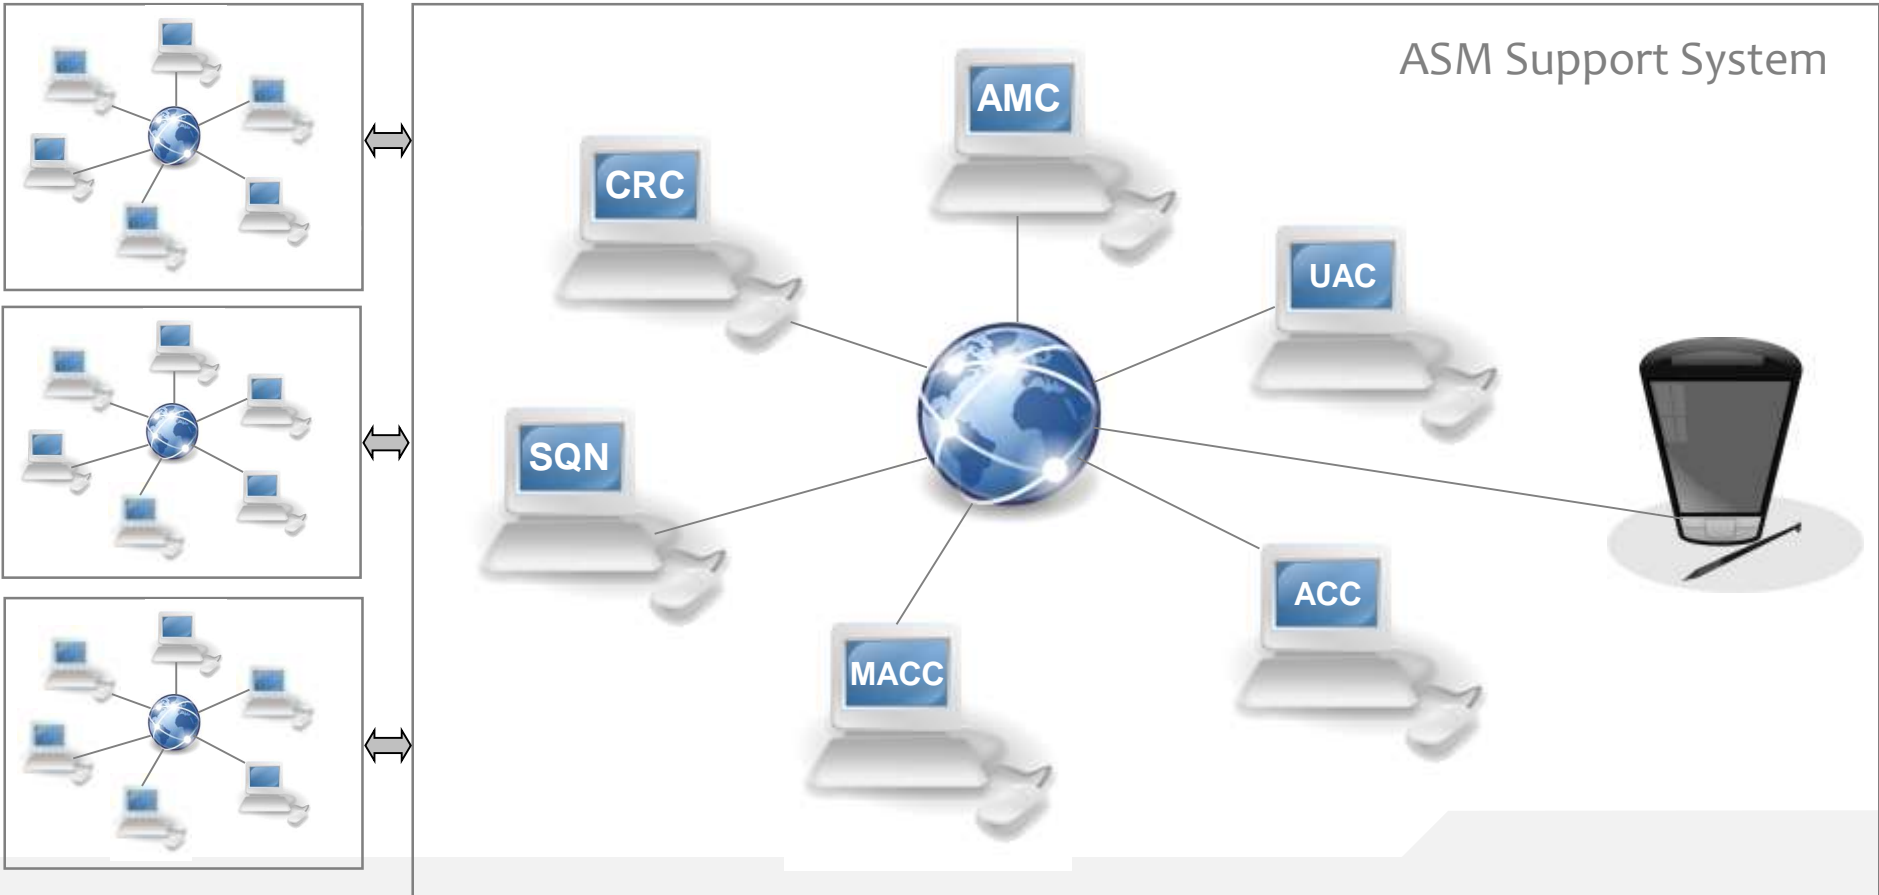 ASM Support System
AMC
CRC
UAC
SQN
ACC
MACC